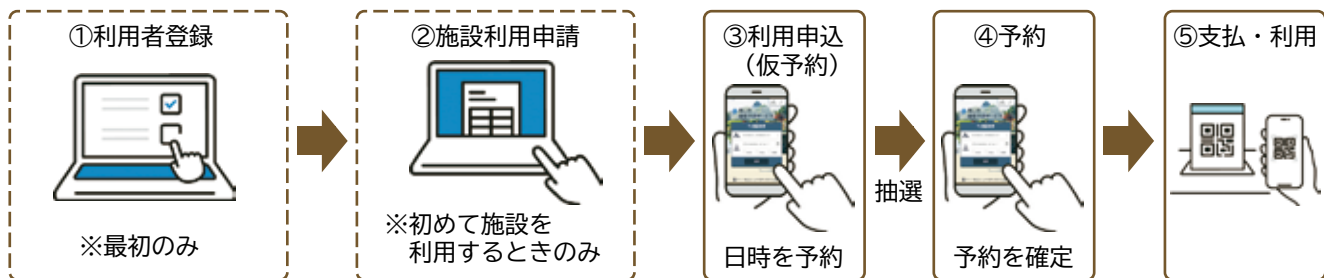 ①利用者登録
※最初のみ
②施設利用申請
※初めて施設を
利用するときのみ
③利用申込
（仮予約）
日時を予約
抽選
④予約
予約を確定
⑤支払・利用